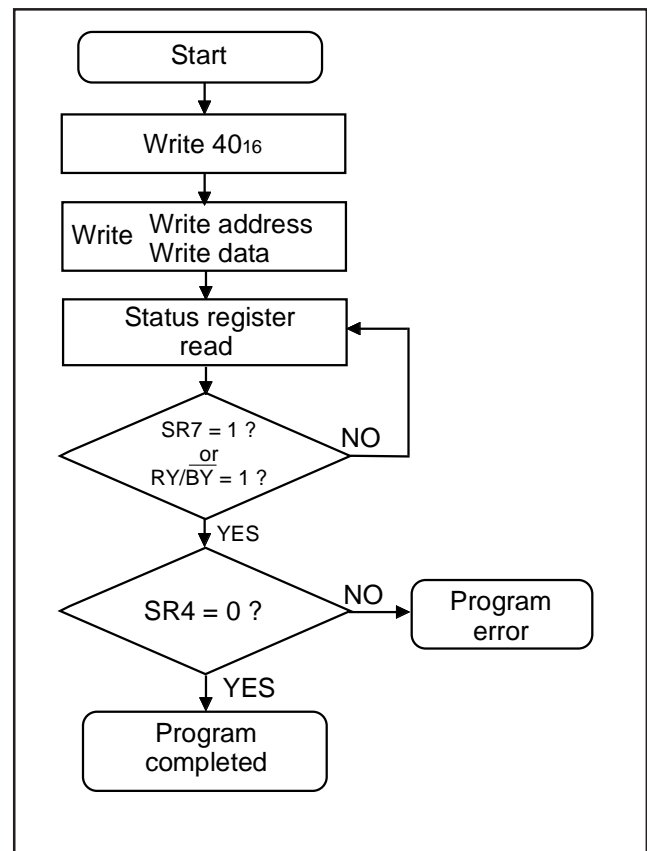 Start
Write 40₁₆
Write Write address
Write data
Status register
read
SR7 = 1 ?
or
RY/B̅Y̅ = 1 ?
NO
YES
SR4 = 0 ?
NO
Program
error
YES
Program
completed